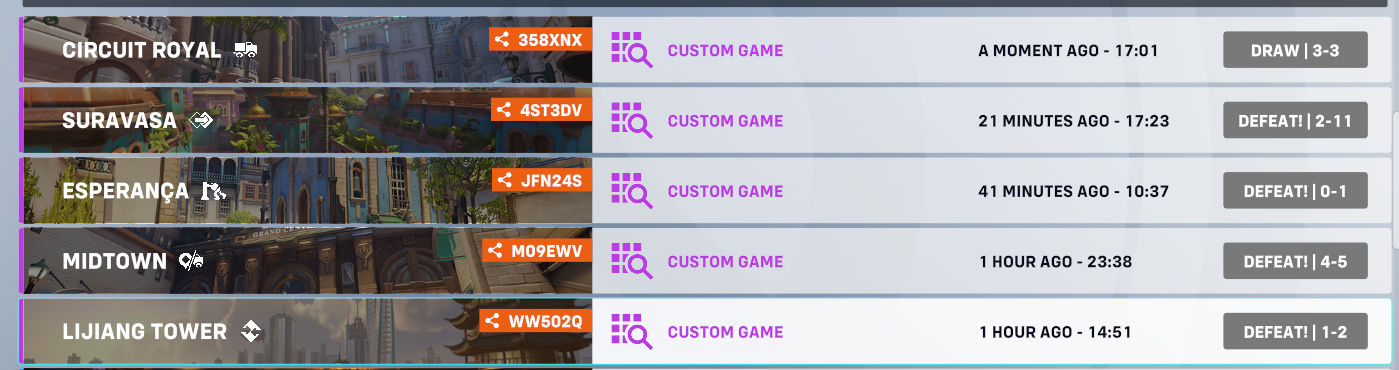 CIRCUIT ROYAL 358XNX CUSTOM GAME A MOMENT AGO - 17:01 DRAW | 3-3
SURAVASA 4ST3DV CUSTOM GAME 21 MINUTES AGO - 17:23 DEFEAT! | 2-11
ESPERANÇA JFN24S CUSTOM GAME 41 MINUTES AGO - 10:37 DEFEAT! | 0-1
GRAND CENTRAL
MIDTOWN M09EWV CUSTOM GAME 1 HOUR AGO - 23:38 DEFEAT! | 4-5
LIJIANG TOWER WW502Q CUSTOM GAME 1 HOUR AGO - 14:51 DEFEAT! | 1-2